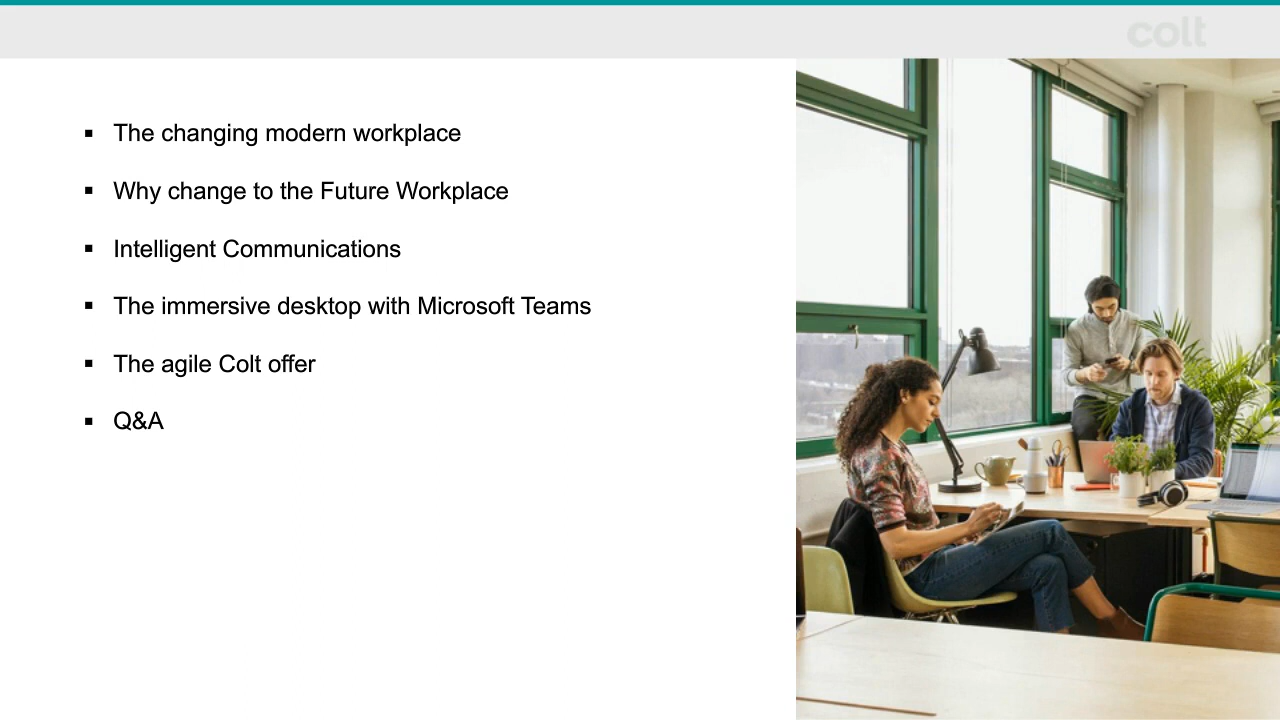 colt
▪ The changing modern workplace
▪ Why change to the Future Workplace
▪ Intelligent Communications
▪ The immersive desktop with Microsoft Teams
▪ The agile Colt offer
▪ Q&A